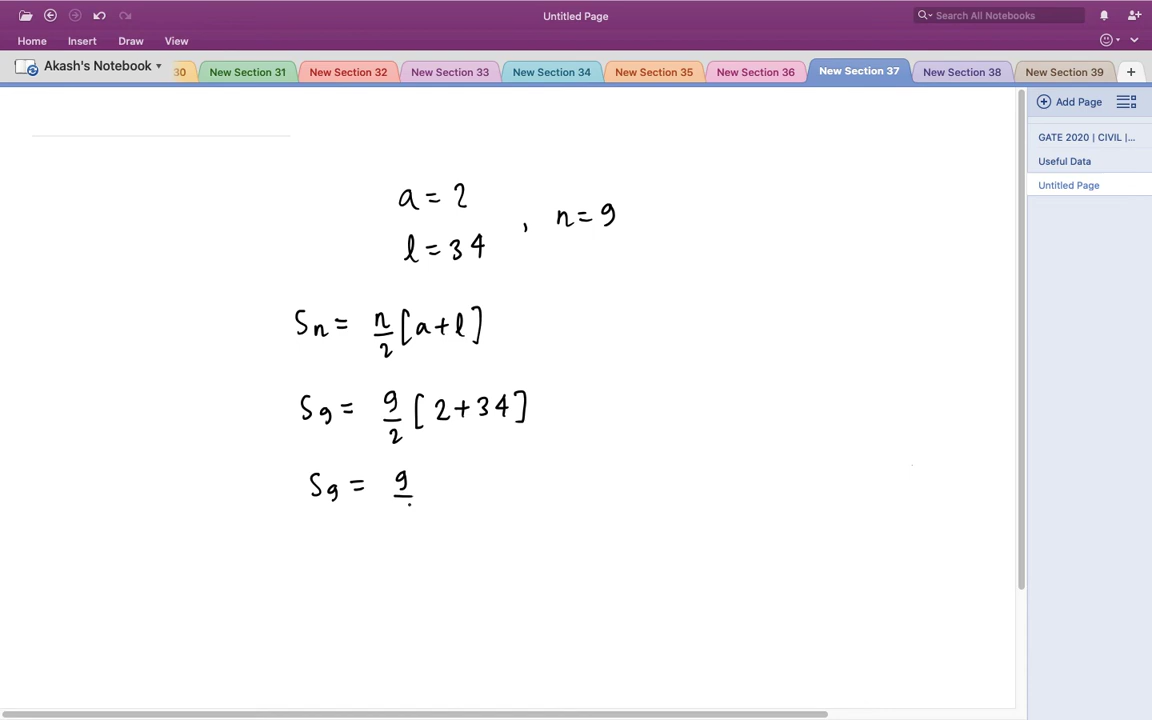 Untitled Page
Search All Notebooks
Home Insert Draw View
Akash's Notebook
30 New Section 31 New Section 32 New Section 33 New Section 34 New Section 35 New Section 36 New Section 37 New Section 38 New Section 39 +
Add Page
GATE 2020 | CIVIL |...
Useful Data
Untitled Page
a = 2
l = 34
, n = 9
Sn = n/2 [a + l]
S9 = 9/2 [2 + 34]
S9 = 9/